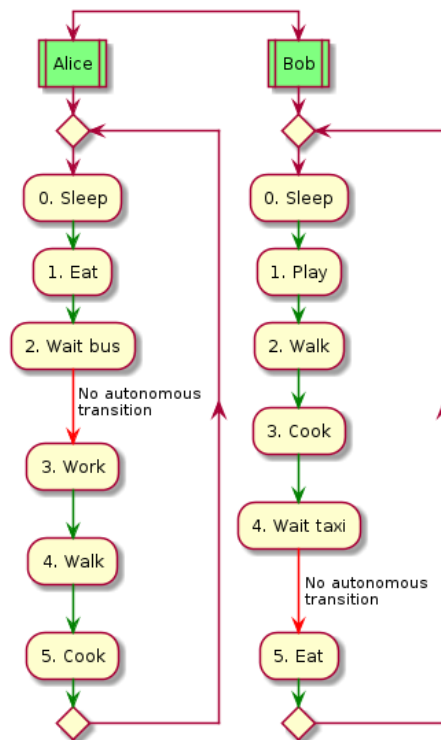 Alice
0. Sleep
1. Eat
2. Wait bus
No autonomous
transition
3. Work
4. Walk
5. Cook
Bob
0. Sleep
1. Play
2. Walk
3. Cook
4. Wait taxi
No autonomous
transition
5. Eat